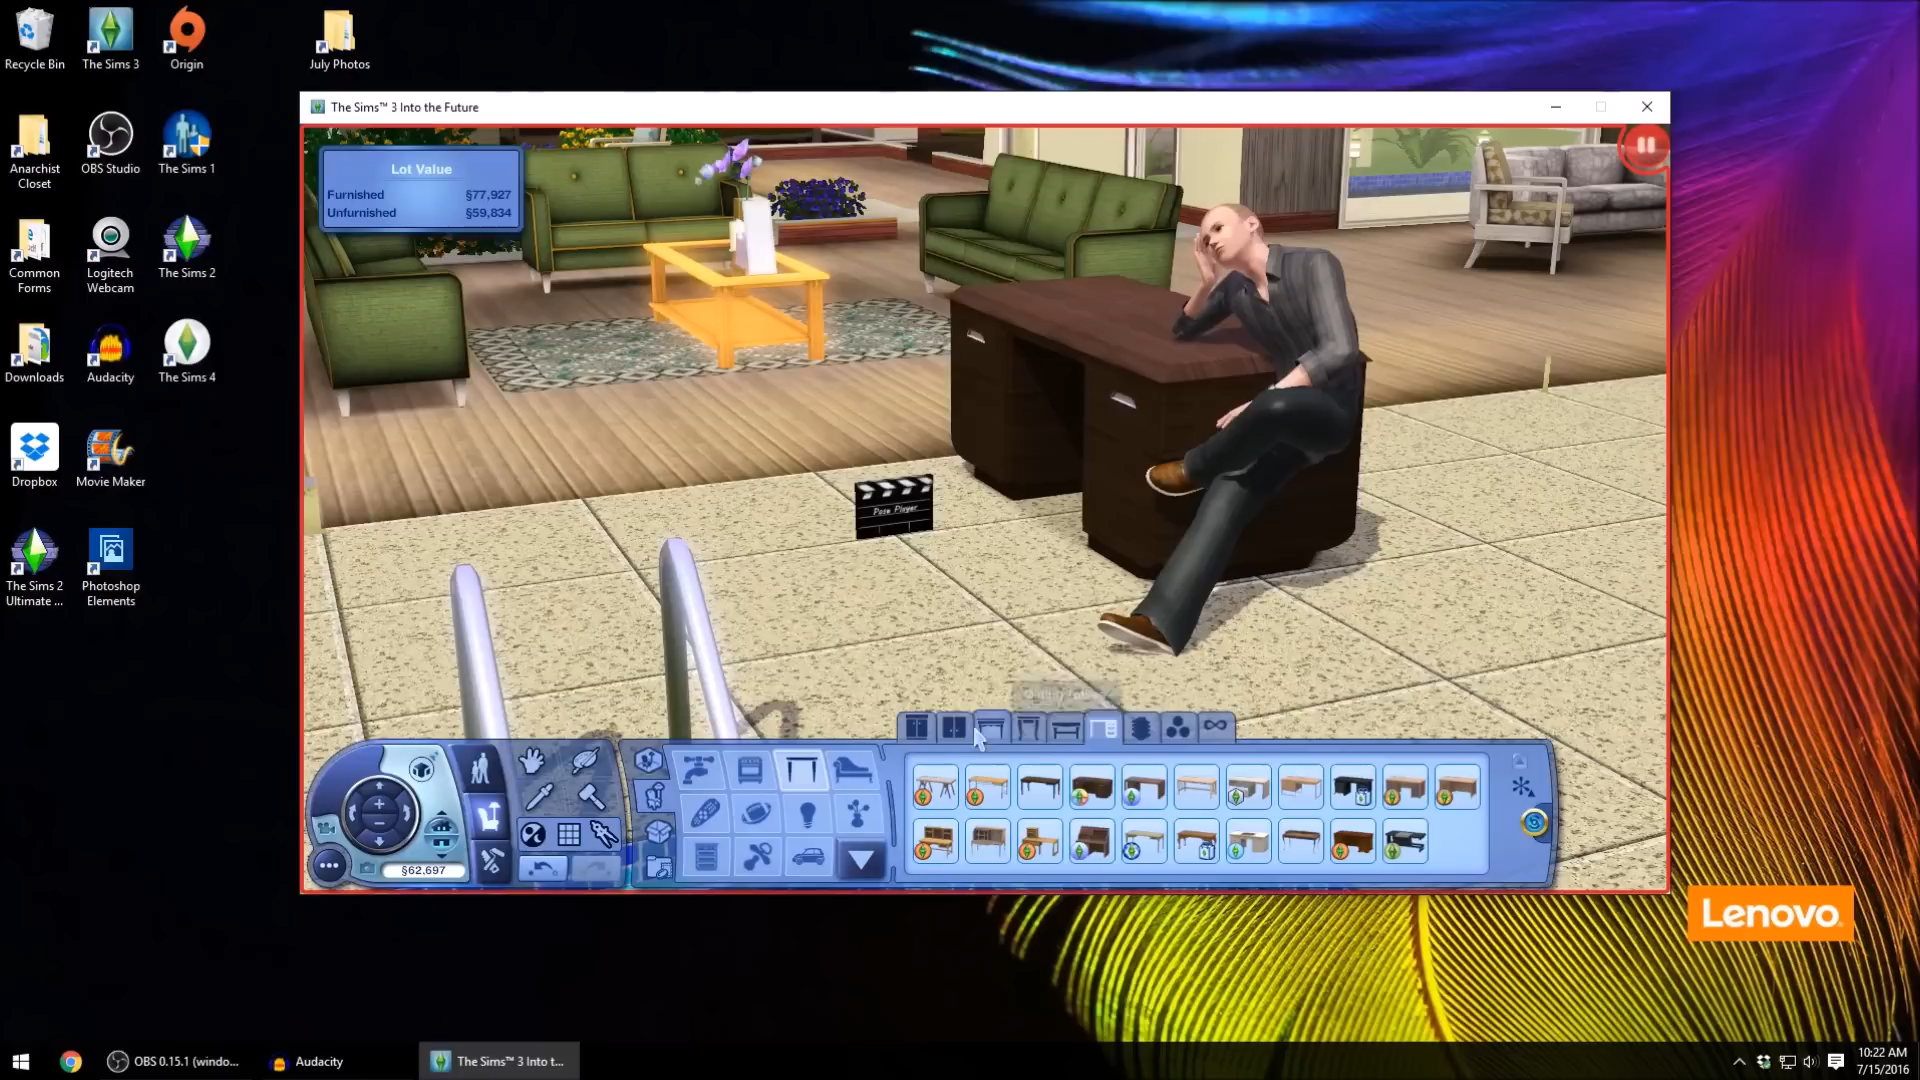 Recycle Bin
The Sims 3
Origin
July Photos
Anarchist
Closet
OBS Studio
The Sims 1
Common
Forms
Logitech
Webcam
The Sims 2
Downloads
Audacity
The Sims 4
Dropbox
Movie Maker
The Sims 2
Ultimate ...
Photoshop
Elements
The Sims™ 3 Into the Future
Lot Value
Furnished §77,927
Unfurnished §59,834
Pose Player
§62,697
Lenovo
OBS 0.15.1 (windo...
Audacity
The Sims™ 3 Into t...
10:22 AM
7/15/2016